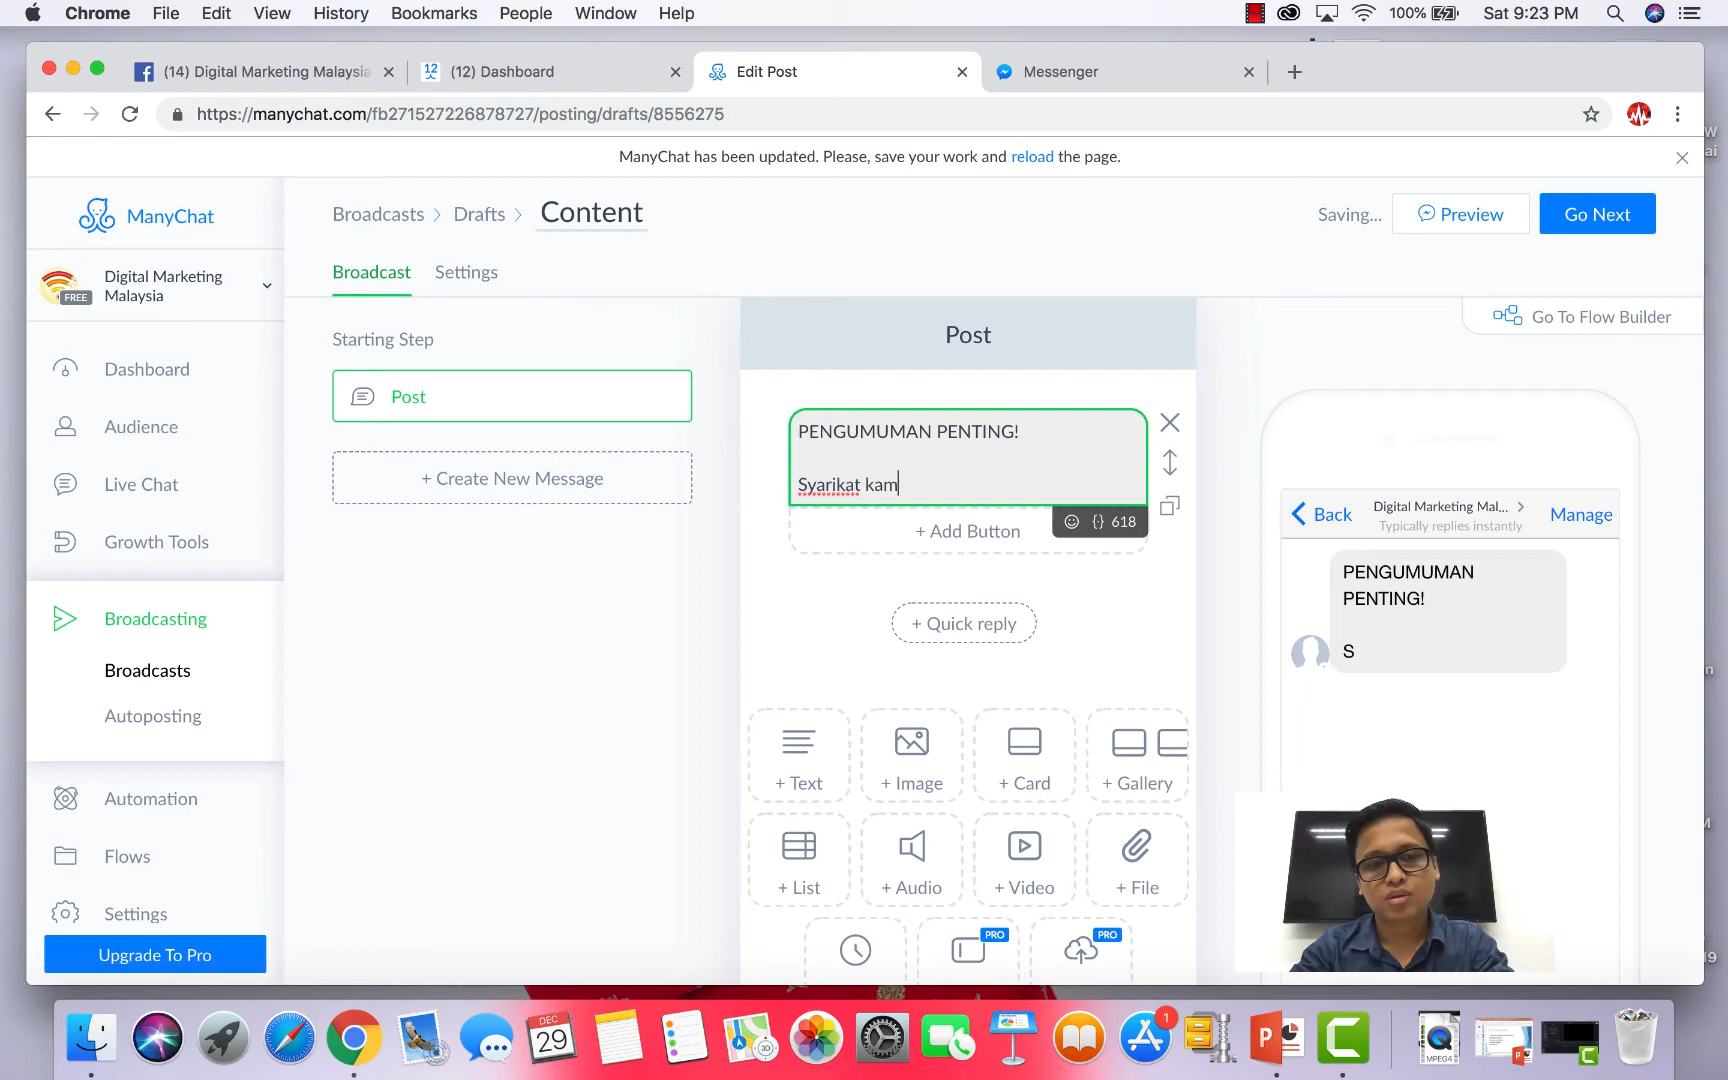 Chrome File Edit View History Bookmarks People Window Help
100% Sat 9:23 PM
(14) Digital Marketing Malaysia
12 (12) Dashboard
Edit Post
Messenger
https://manychat.com/fb271527226878727/posting/drafts/8556275
ManyChat has been updated. Please, save your work and reload the page.
ManyChat
Broadcasts > Drafts > Content
Saving... Preview Go Next
Digital Marketing
Malaysia
FREE
Broadcast Settings
Starting Step
Post
+ Create New Message
Dashboard
Audience
Live Chat
Growth Tools
Broadcasting
Broadcasts
Autoposting
Automation
Flows
Settings
Upgrade To Pro
Post
Go To Flow Builder
PENGUMUMAN PENTING!
Syarikat kam
{} 618
+ Add Button
+ Quick reply
+ Text + Image + Card + Gallery
+ List + Audio + Video + File
PRO PRO
Back Digital Marketing Mal... > Manage
Typically replies instantly
PENGUMUMAN
PENTING!
S
W
ai
DEC
29
3D
1
MPEG4